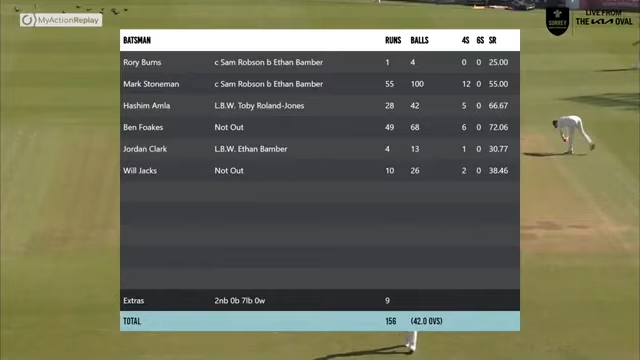 MyActionReplay
SURREY
LIVE FROM
THE KIA OVAL
BATSMAN RUNS BALLS 4S 6S SR
Rory Burns c Sam Robson b Ethan Bamber 1 4 0 0 25.00
Mark Stoneman c Sam Robson b Ethan Bamber 55 100 12 0 55.00
Hashim Amla L.B.W. Toby Roland-Jones 28 42 5 0 66.67
Ben Foakes Not Out 49 68 6 0 72.06
Jordan Clark L.B.W. Ethan Bamber 4 13 1 0 30.77
Will Jacks Not Out 10 26 2 0 38.46
Extras 2nb 0b 7lb 0w 9
TOTAL 156 (42.0 OVS)